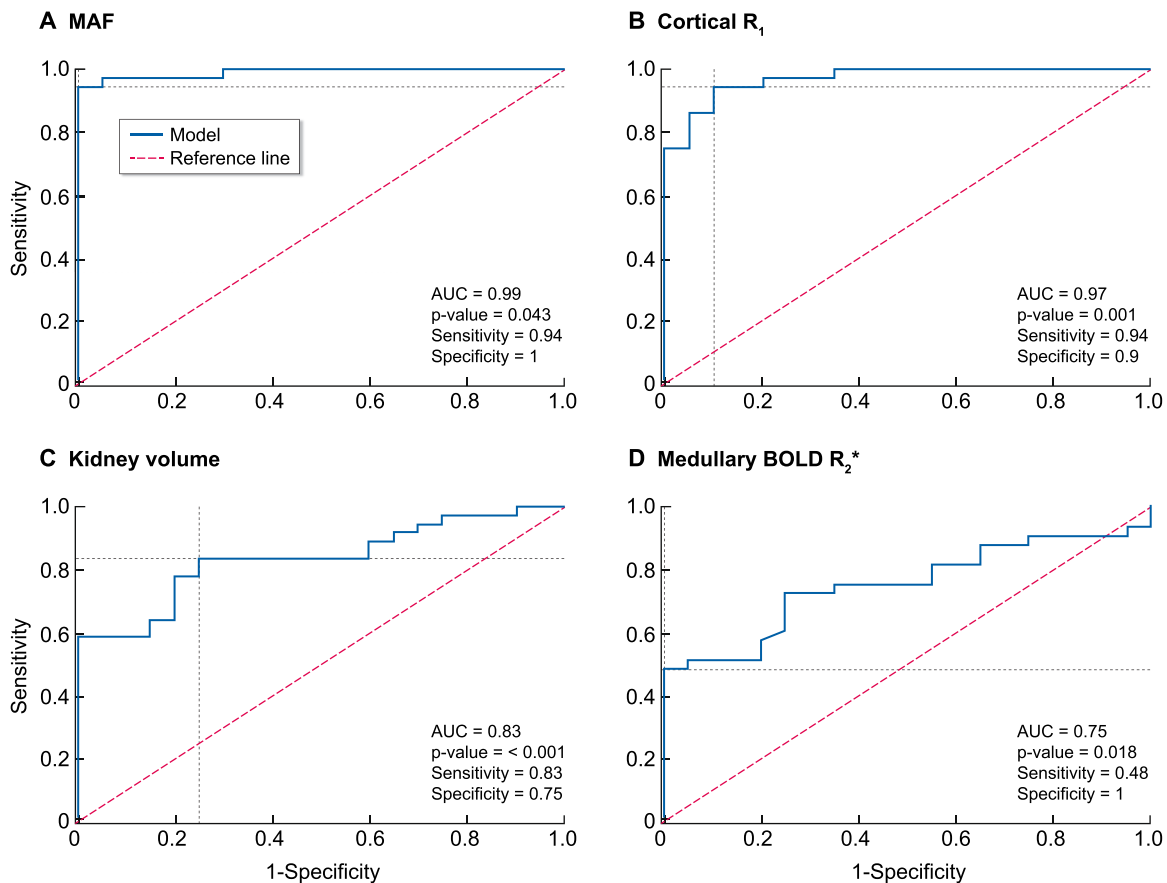 A MAF
1.0
0.8
0.6
0.4
0.2
0
Sensitivity
Model
Reference line
AUC = 0.99
p-value = 0.043
Sensitivity = 0.94
Specificity = 1
0 0.2 0.4 0.6 0.8 1.0
B Cortical R₁
1.0
0.8
0.6
0.4
0.2
0
AUC = 0.97
p-value = 0.001
Sensitivity = 0.94
Specificity = 0.9
0 0.2 0.4 0.6 0.8 1.0
C Kidney volume
1.0
0.8
0.6
0.4
0.2
0
Sensitivity
AUC = 0.83
p-value = < 0.001
Sensitivity = 0.83
Specificity = 0.75
0 0.2 0.4 0.6 0.8 1.0
1-Specificity
D Medullary BOLD R₂*
1.0
0.8
0.6
0.4
0.2
0
AUC = 0.75
p-value = 0.018
Sensitivity = 0.48
Specificity = 1
0 0.2 0.4 0.6 0.8 1.0
1-Specificity